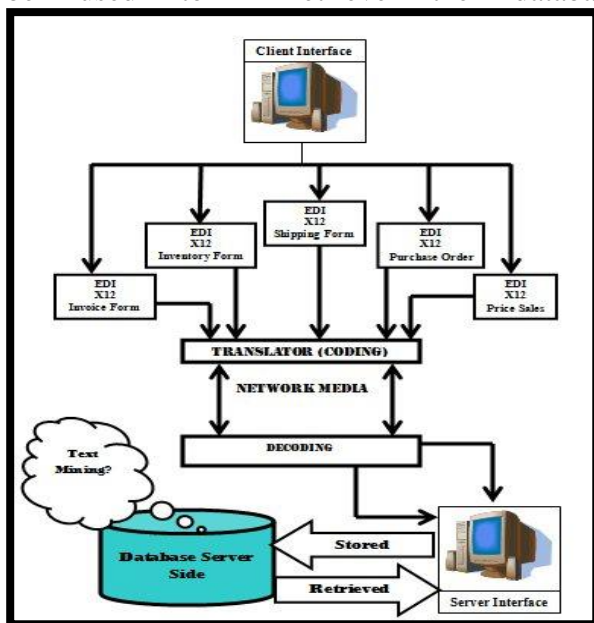 Client Interface
EDI
X12
Shipping Form
EDI
X12
Inventory Form
EDI
X12
Purchase Order
EDI
X12
Invoice Form
EDI
X12
Price Sales
TRANSLATOR (CODING)
NETWORK MEDIA
DECODING
Text
Mining?
Stored
Database Server
Side
Retrieved
Server Interface